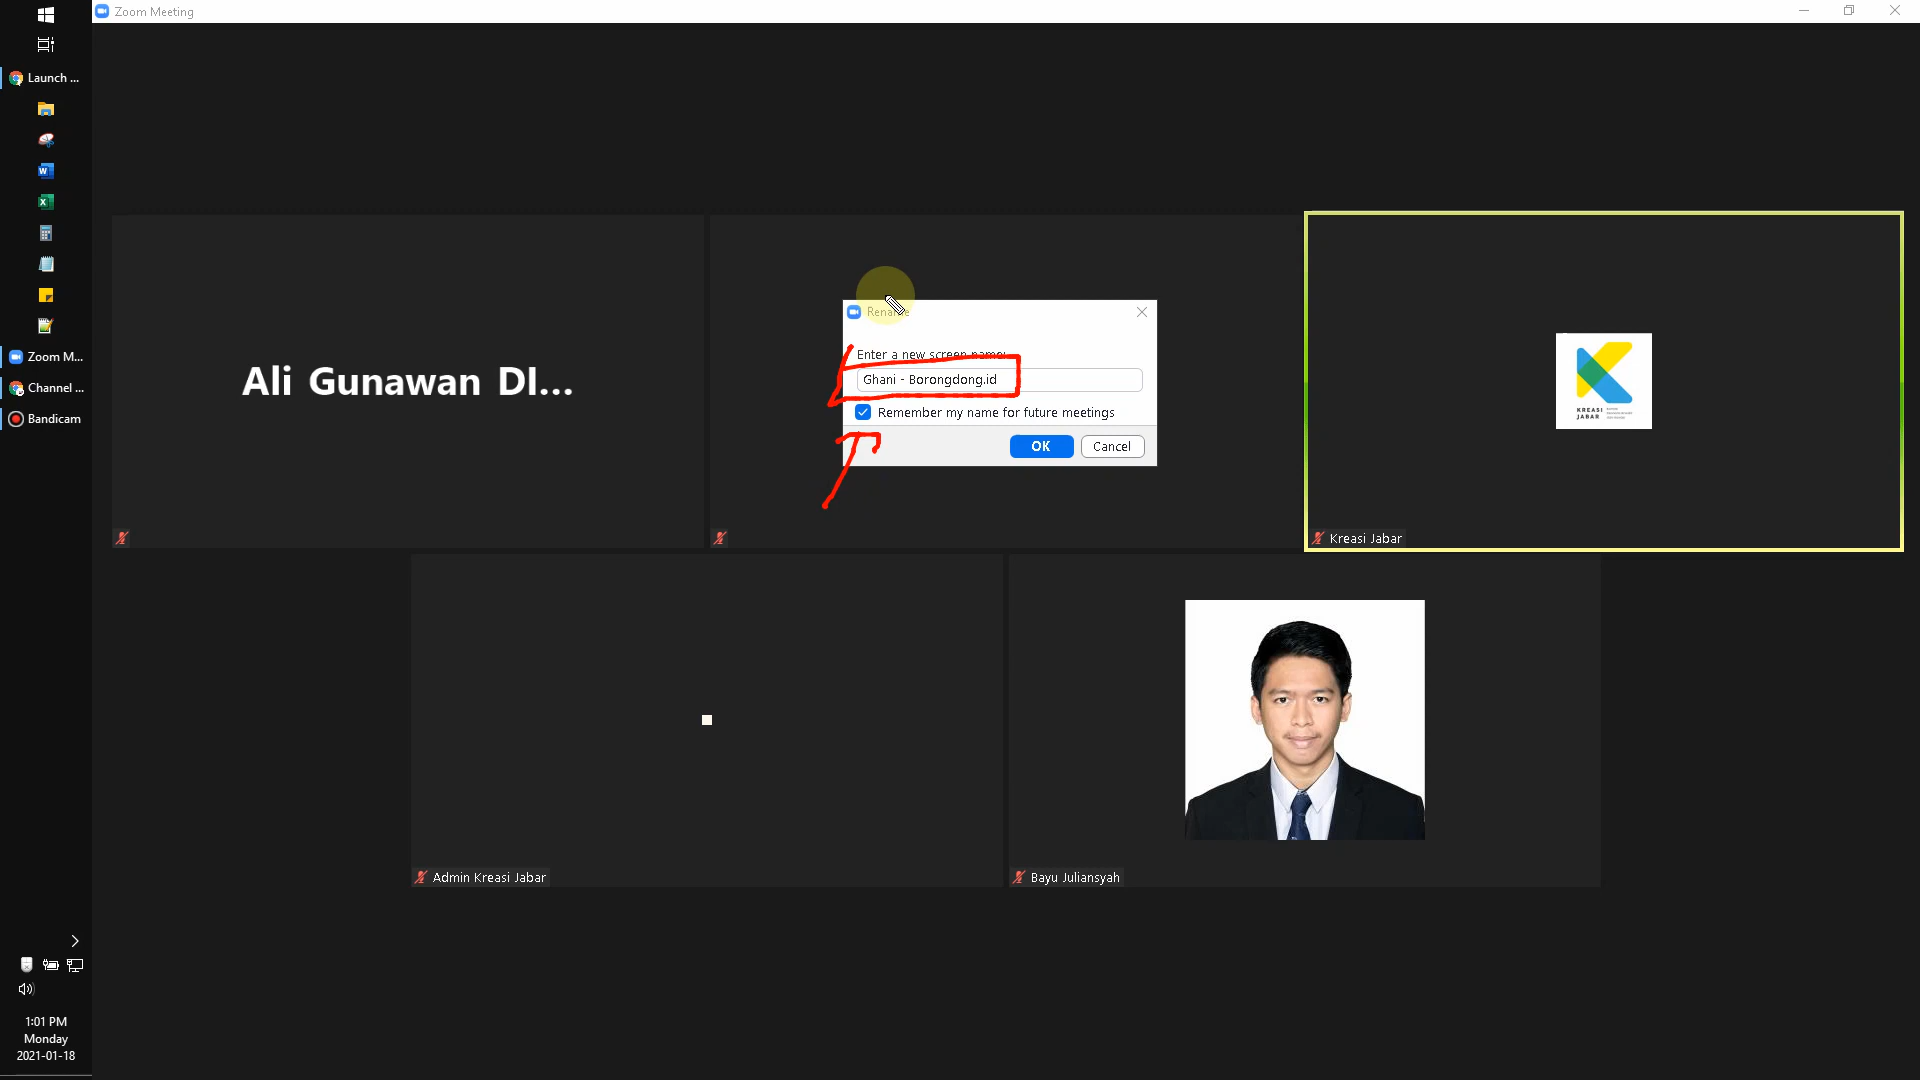 Zoom Meeting
Launch ...
Zoom M...
Channel ...
Bandicam
Ali Gunawan DI...
Rename
Enter a new screen name:
Ghani - Borongdong.id
Remember my name for future meetings
OK
Cancel
KREASI
JABAR
Kreasi Jabar
Admin Kreasi Jabar
Bayu Juliansyah
1:01 PM
Monday
2021-01-18